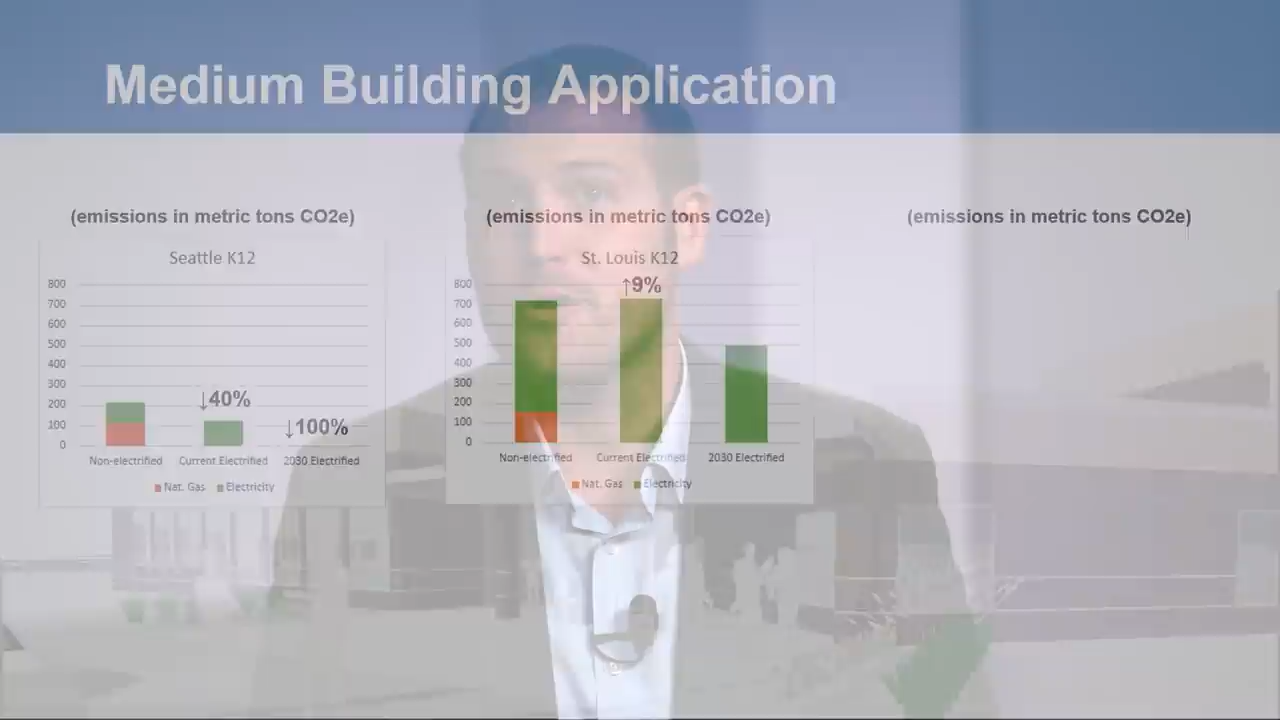 Medium Building Application
(emissions in metric tons CO2e)
(emissions in metric tons CO2e)
(emissions in metric tons CO2e)
Seattle K12
800
700
600
500
400
300
200
100
0
↓40%
↓100%
Non-electrified Current Electrified 2030 Electrified
Nat. Gas Electricity
St. Louis K12
↑9%
800
700
600
500
400
300
200
100
0
Non-electrified Current Electrified 2030 Electrified
Nat. Gas Electricity